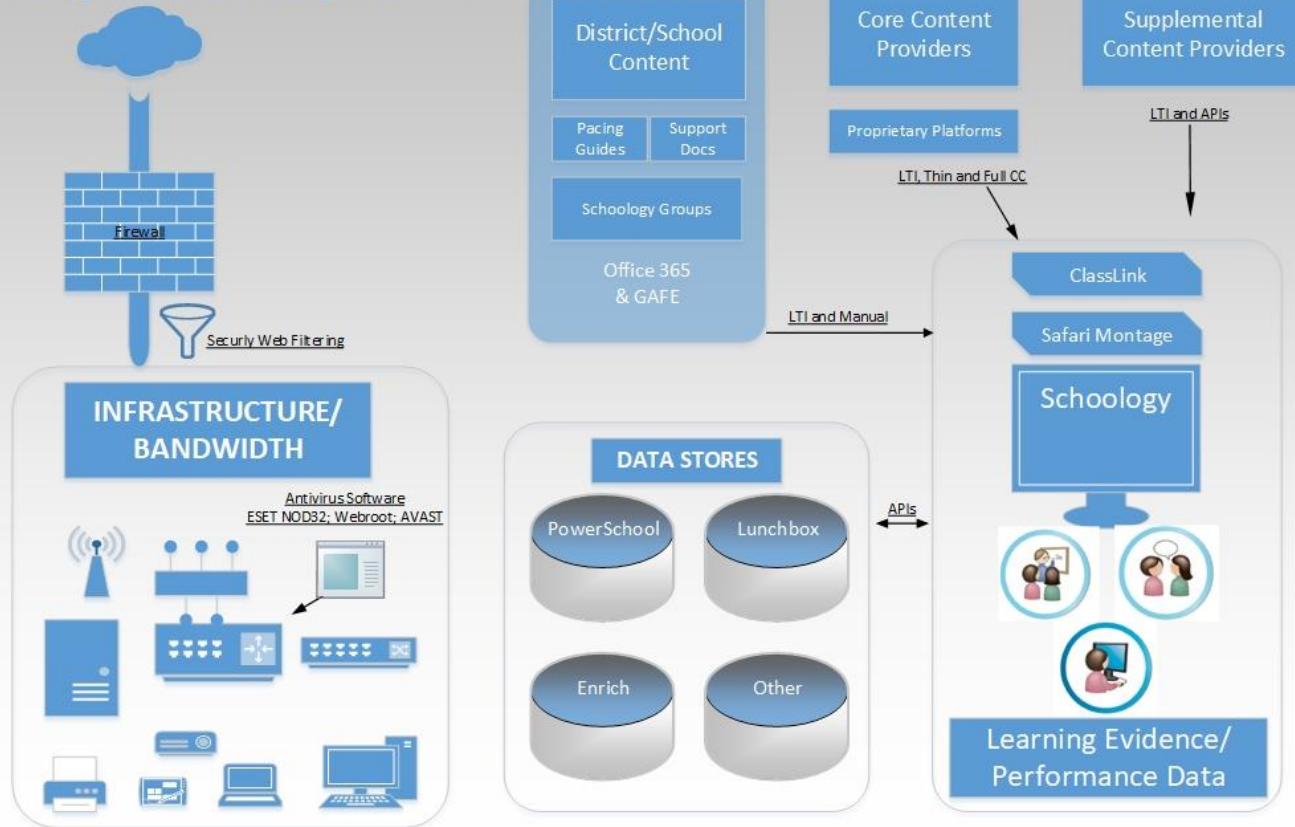 District/School
Content
Pacing
Guides
Support
Docs
Schoology Groups
Office 365
& GAFE
Core Content
Providers
Proprietary Platforms
LTI, Thin and Full CC
Supplemental
Content Providers
LTI and APIs
Firewall
Securly Web Filtering
LTI and Manual
ClassLink
Safari Montage
Schoology
INFRASTRUCTURE/
BANDWIDTH
Antivirus Software
ESET NOD32; Webroot; AVAST
DATA STORES
PowerSchool
Lunchbox
Enrich
Other
APIs
Learning Evidence/
Performance Data